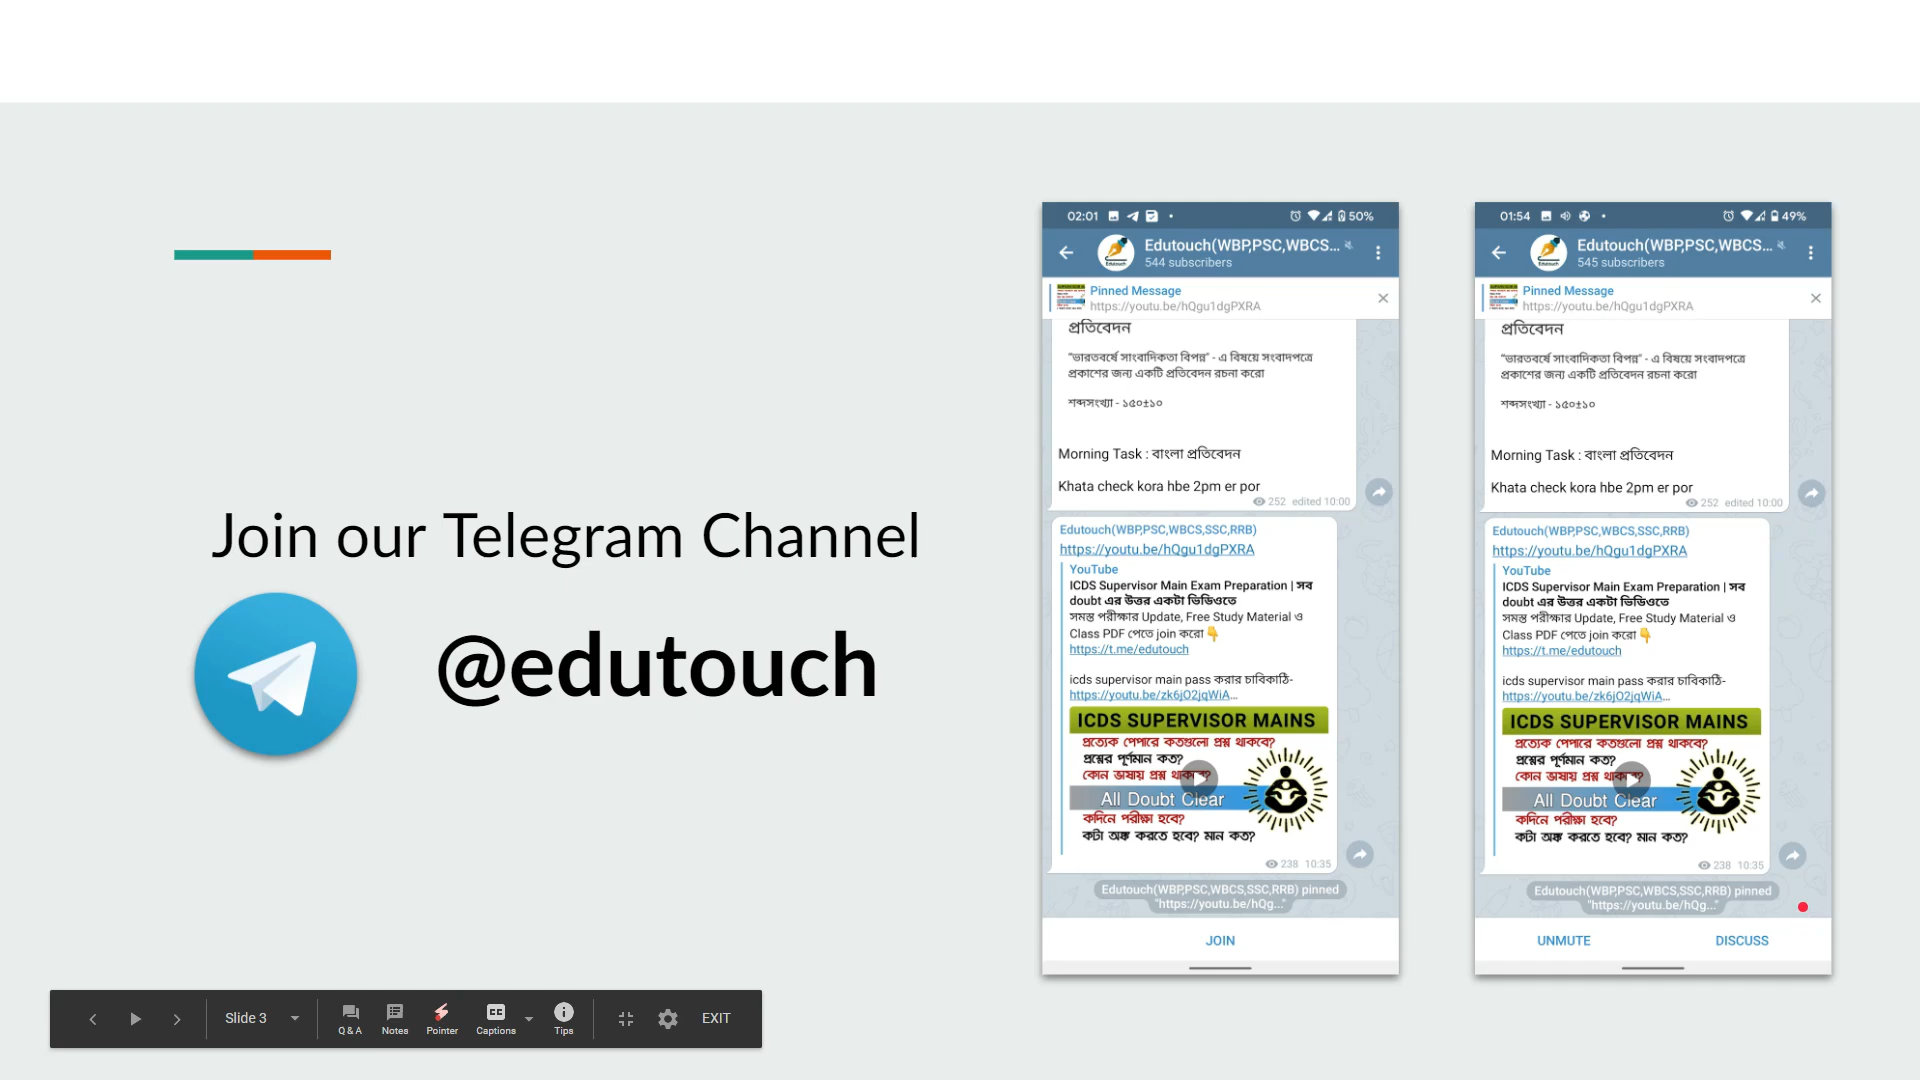 Join our Telegram Channel
@edutouch
02:01
50%
Edutouch(WBP,PSC,WBCS...
544 subscribers
Pinned Message
https://youtu.be/hQgu1dgPXRA
প্রতিবেদন
"ভারতবর্ষে সাংবাদিকতা বিপন্ন" - এ বিষয়ে সংবাদপত্রে
প্রকাশের জন্য একটি প্রতিবেদন রচনা করো
শব্দসংখ্যা - ১৫০±১০
Morning Task : বাংলা প্রতিবেদন
Khata check kora hbe 2pm er por
252 edited 10:00
Edutouch(WBP,PSC,WBCS,SSC,RRB)
https://youtu.be/hQgu1dgPXRA
YouTube
ICDS Supervisor Main Exam Preparation | সব
doubt এর উত্তর একটা ভিডিওতে
সমস্ত পরীক্ষার Update, Free Study Material ও
Class PDF পেতে join করো👇
https://t.me/edutouch
icds supervisor main pass করার চাবিকাঠি-
https://youtu.be/zk6jO2jqWiA...
ICDS SUPERVISOR MAINS
প্রত্যেক পেপারে কতগুলো প্রশ্ন থাকবে?
প্রশ্নের পূর্ণমান কত?
কোন ভাষায় প্রশ্ন থাকবে?
All Doubt Clear
কদিনে পরীক্ষা হবে?
কটা অঙ্ক করতে হবে? মান কত?
238 10:35
Edutouch(WBP,PSC,WBCS,SSC,RRB) pinned
"https://youtu.be/hQg..."
JOIN
01:54
49%
Edutouch(WBP,PSC,WBCS...
545 subscribers
Pinned Message
https://youtu.be/hQgu1dgPXRA
প্রতিবেদন
"ভারতবর্ষে সাংবাদিকতা বিপন্ন" - এ বিষয়ে সংবাদপত্রে
প্রকাশের জন্য একটি প্রতিবেদন রচনা করো
শব্দসংখ্যা - ১৫০±১০
Morning Task : বাংলা প্রতিবেদন
Khata check kora hbe 2pm er por
252 edited 10:00
Edutouch(WBP,PSC,WBCS,SSC,RRB)
https://youtu.be/hQgu1dgPXRA
YouTube
ICDS Supervisor Main Exam Preparation | সব
doubt এর উত্তর একটা ভিডিওতে
সমস্ত পরীক্ষার Update, Free Study Material ও
Class PDF পেতে join করো👇
https://t.me/edutouch
icds supervisor main pass করার চাবিকাঠি-
https://youtu.be/zk6jO2jqWiA...
ICDS SUPERVISOR MAINS
প্রত্যেক পেপারে কতগুলো প্রশ্ন থাকবে?
প্রশ্নের পূর্ণমান কত?
কোন ভাষায় প্রশ্ন থাকবে?
All Doubt Clear
কদিনে পরীক্ষা হবে?
কটা অঙ্ক করতে হবে? মান কত?
238 10:35
Edutouch(WBP,PSC,WBCS,SSC,RRB) pinned
"https://youtu.be/hQg..."
UNMUTE DISCUSS
Slide 3
Q & A
Notes
Pointer
Captions
Tips
EXIT